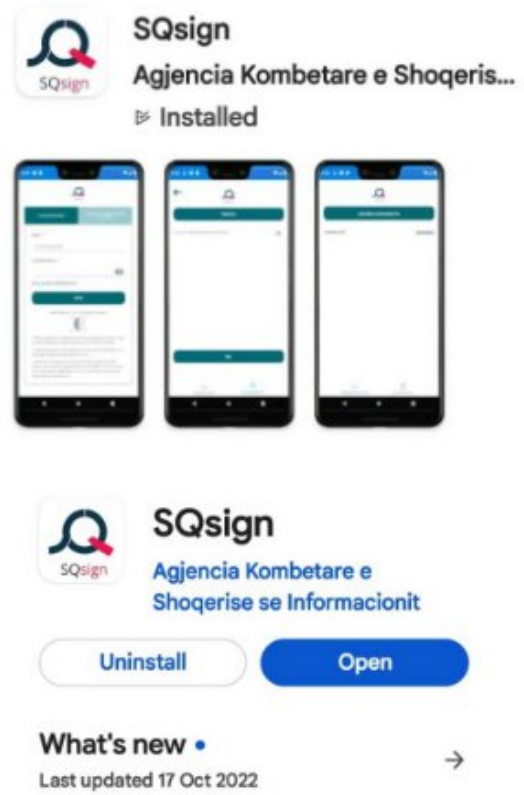 SQsign
Agjencia Kombetare e Shoqeris...
SQsign
Installed
SQsign
SQsign
Agjencia Kombetare e
Shoqerise se Informacionit
Uninstall
Open
What's new
Last updated 17 Oct 2022